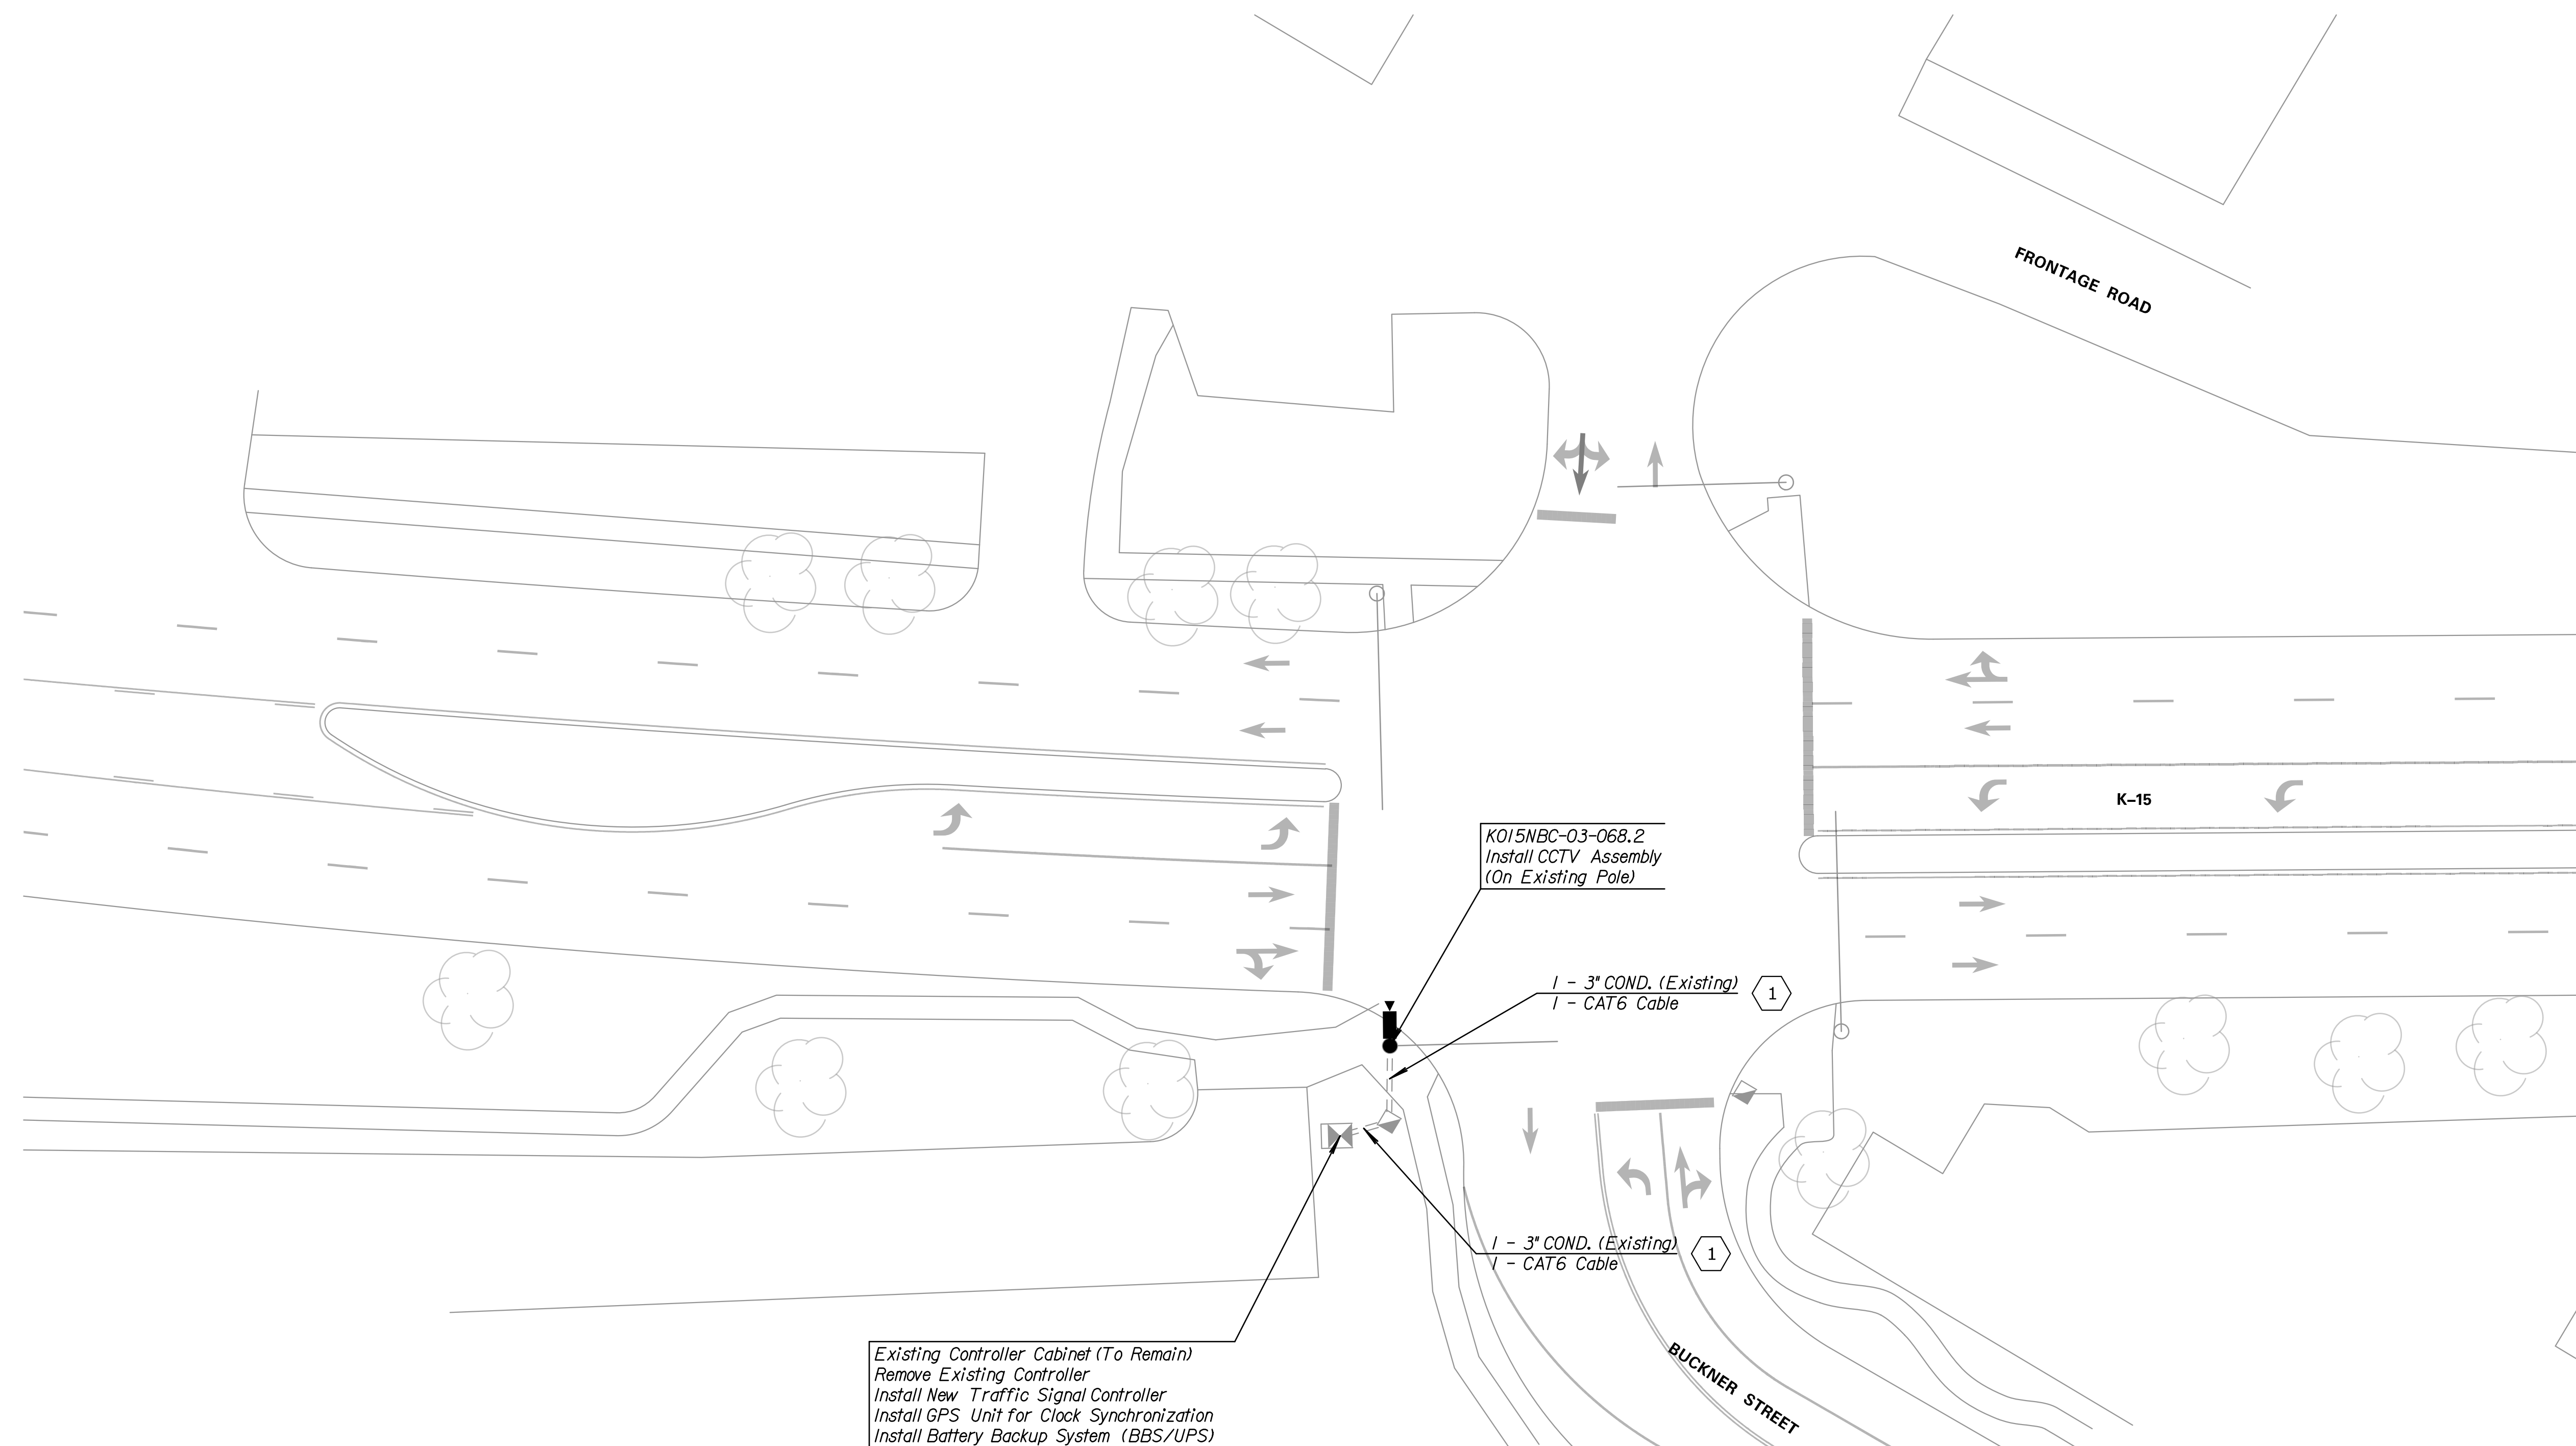 FRONTAGE ROAD
K-15
K015NBC-03-068.2
Install CCTV Assembly
(On Existing Pole)
1 - 3" COND. (Existing)
1 - CAT6 Cable
1
1 - 3" COND. (Existing)
1 - CAT6 Cable
1
BUCKNER STREET
Existing Controller Cabinet (To Remain)
Remove Existing Controller
Install New Traffic Signal Controller
Install GPS Unit for Clock Synchronization
Install Battery Backup System (BBS/UPS)